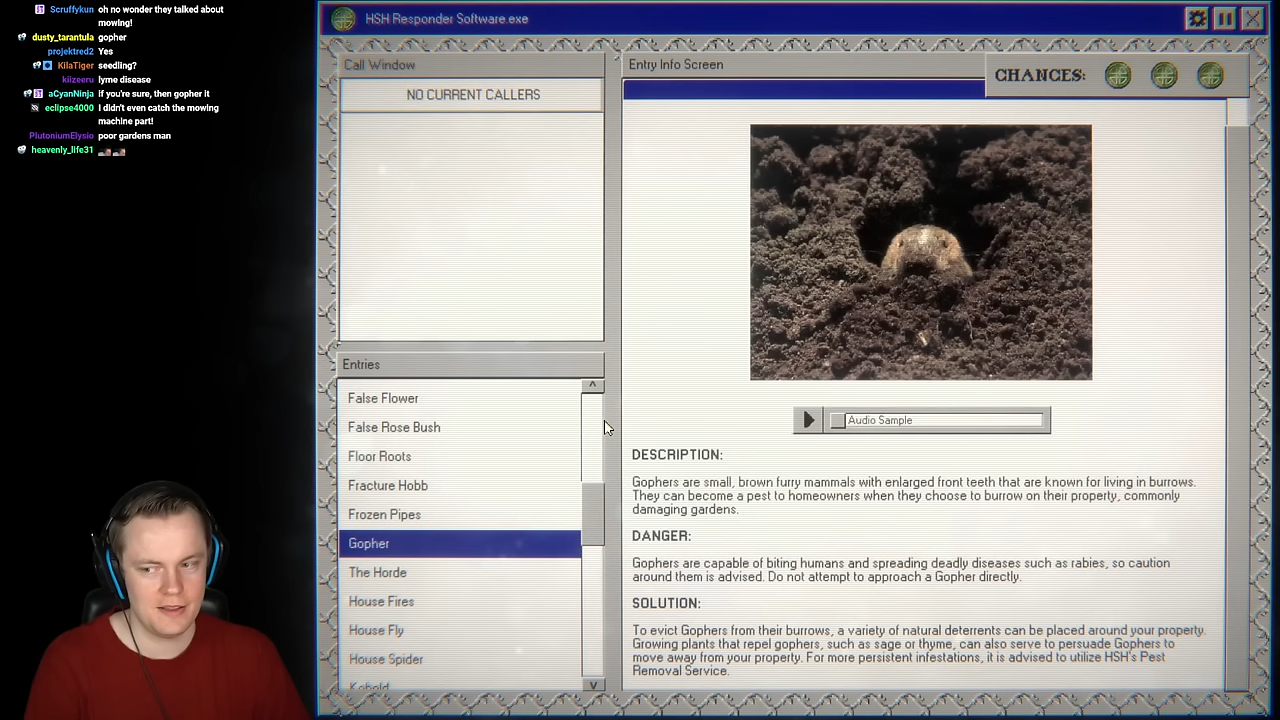 Scruffykun oh no wonder they talked about
mowing!
dusty_tarantula gopher
projektred2 Yes
KilaTiger seedling?
kiizeeru lyme disease
aCyanNinja if you're sure, then gopher it
eclipse4000 I didn't even catch the mowing
machine part!
PlutoniumElysio poor gardens man
heavenly_life31
HSH Responder Software.exe
Call Window
NO CURRENT CALLERS
Entries
False Flower
False Rose Bush
Floor Roots
Fracture Hobb
Frozen Pipes
Gopher
The Horde
House Fires
House Fly
House Spider
Kobold
Entry Info Screen
CHANCES:
Audio Sample
DESCRIPTION:
Gophers are small, brown furry mammals with enlarged front teeth that are known for living in burrows.
They can become a pest to homeowners when they choose to burrow on their property, commonly
damaging gardens.
DANGER:
Gophers are capable of biting humans and spreading deadly diseases such as rabies, so caution
around them is advised. Do not attempt to approach a Gopher directly.
SOLUTION:
To evict Gophers from their burrows, a variety of natural deterrents can be placed around your property.
Growing plants that repel gophers, such as sage or thyme, can also serve to persuade Gophers to
move away from your property. For more persistent infestations, it is advised to utilize HSH's Pest
Removal Service.